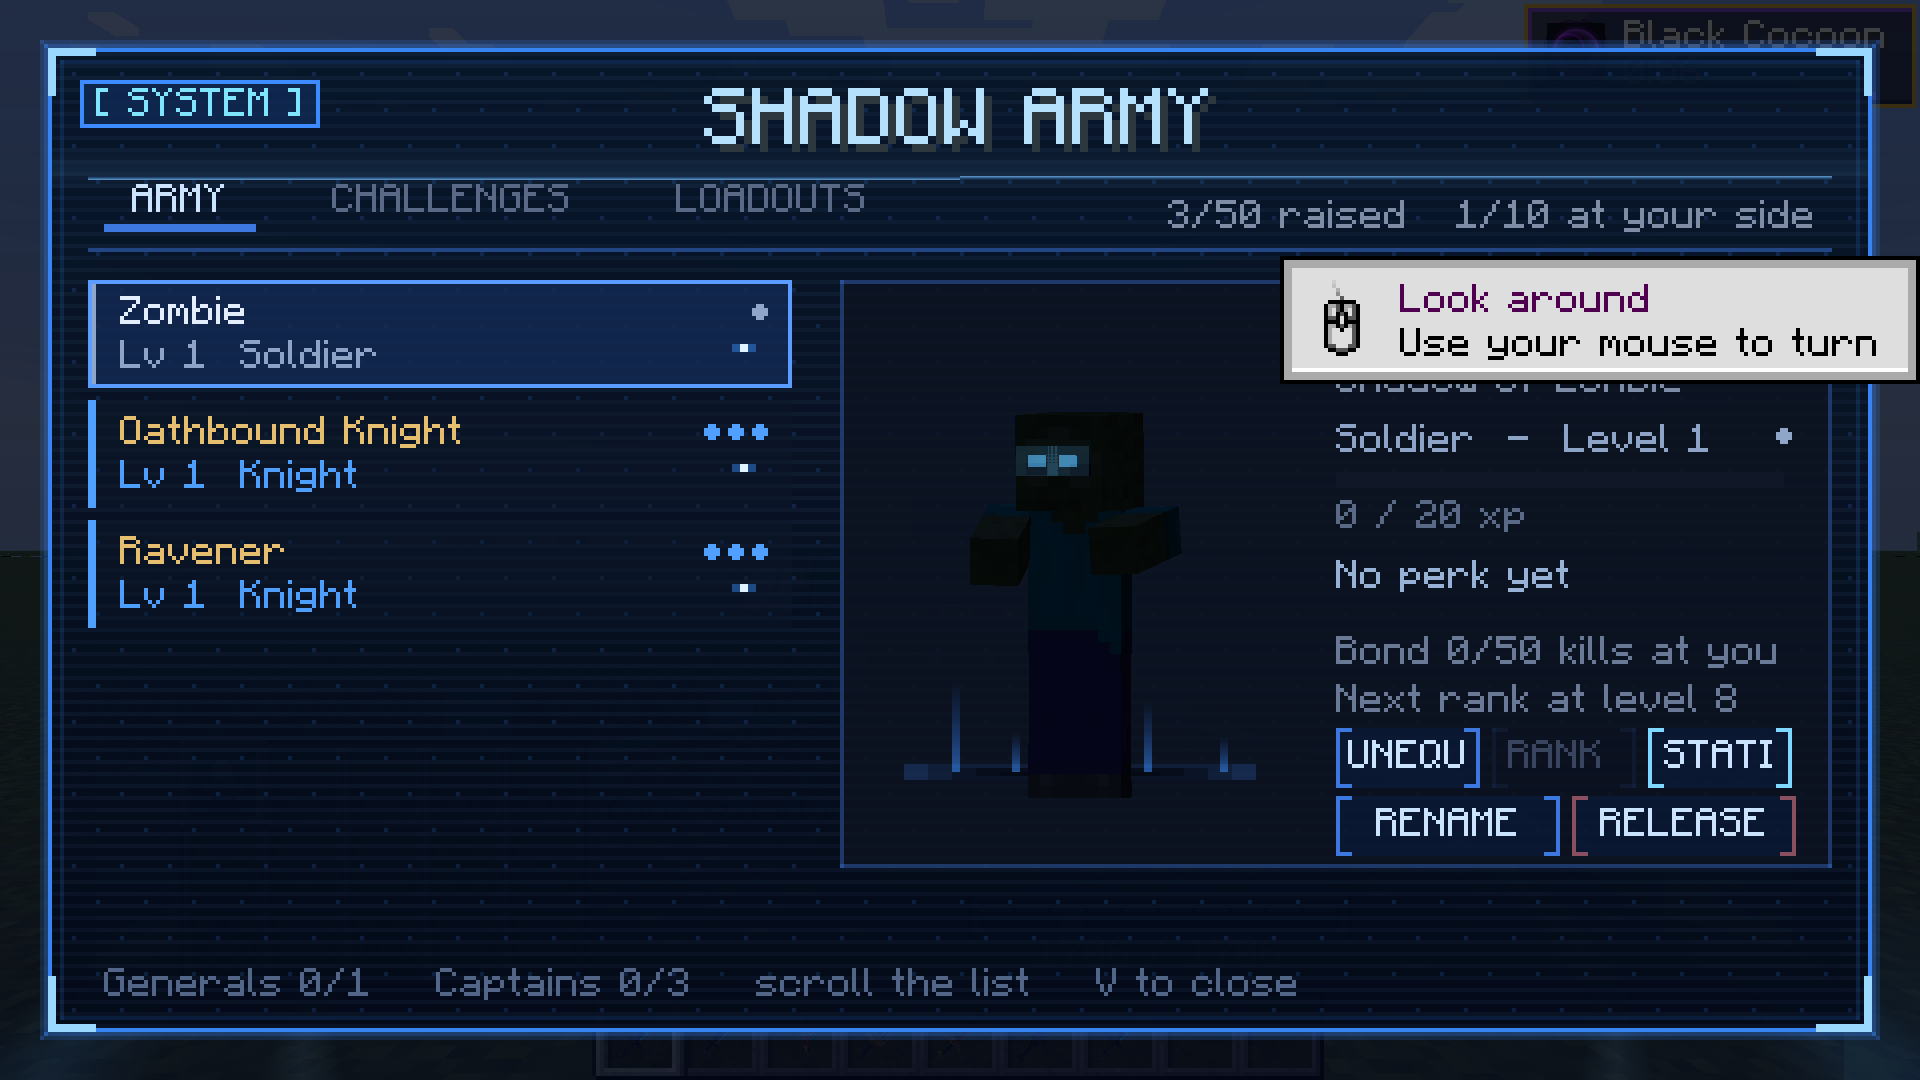 Black Cocoon
[ SYSTEM ]
SHADOW ARMY
ARMY CHALLENGES LOADOUTS
3/50 raised 1/10 at your side
Zombie
Lv 1 Soldier
Oathbound Knight
Lv 1 Knight
Ravener
Lv 1 Knight
Look around
Use your mouse to turn
Shadow of Zombie
Soldier - Level 1
0 / 20 xp
No perk yet
Bond 0/50 kills at you
Next rank at level 8
UNEQU RANK STATI
RENAME RELEASE
Generals 0/1 Captains 0/3 scroll the list V to close